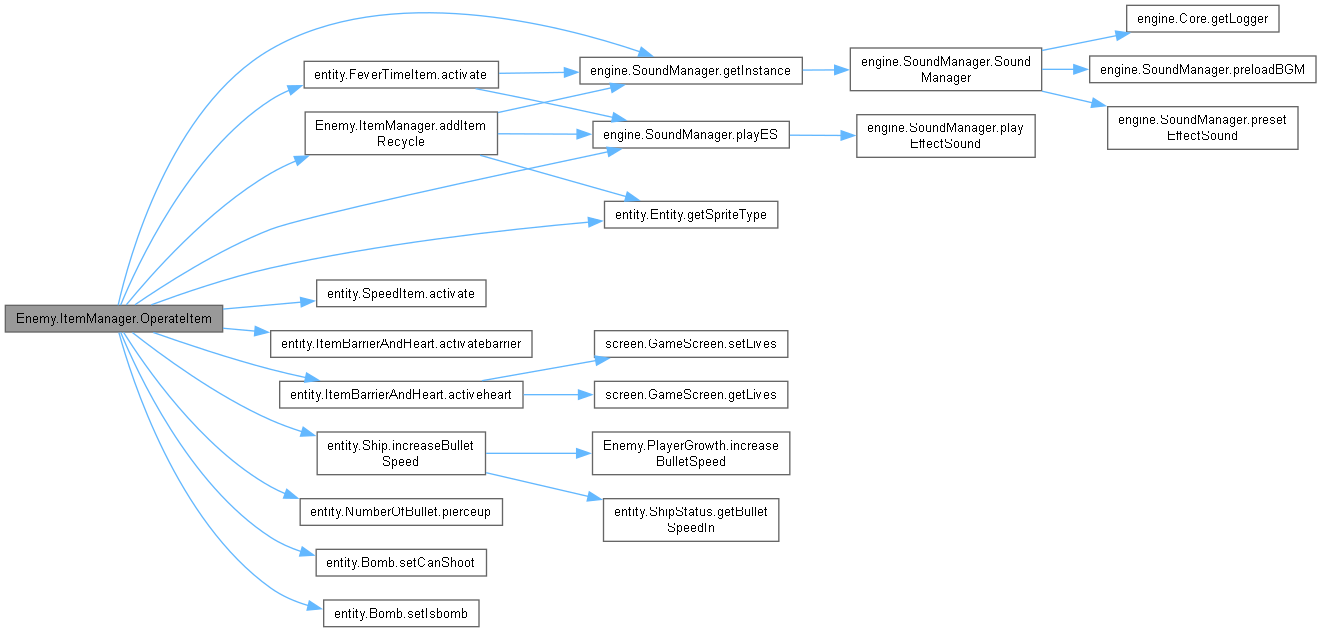 engine.Core.getLogger
entity.FeverTimeItem.activate
engine.SoundManager.getInstance
engine.SoundManager.Sound
Manager
engine.SoundManager.preloadBGM
Enemy.ItemManager.addItem
Recycle
engine.SoundManager.playES
engine.SoundManager.play
EffectSound
engine.SoundManager.preset
EffectSound
entity.Entity.getSpriteType
entity.SpeedItem.activate
Enemy.ItemManager.OperateItem
entity.ItemBarrierAndHeart.activatebarrier
screen.GameScreen.setLives
entity.ItemBarrierAndHeart.activeheart
screen.GameScreen.getLives
entity.Ship.increaseBullet
Speed
Enemy.PlayerGrowth.increase
BulletSpeed
entity.NumberOfBullet.pierceup
entity.ShipStatus.getBullet
SpeedIn
entity.Bomb.setCanShoot
entity.Bomb.setIsbomb